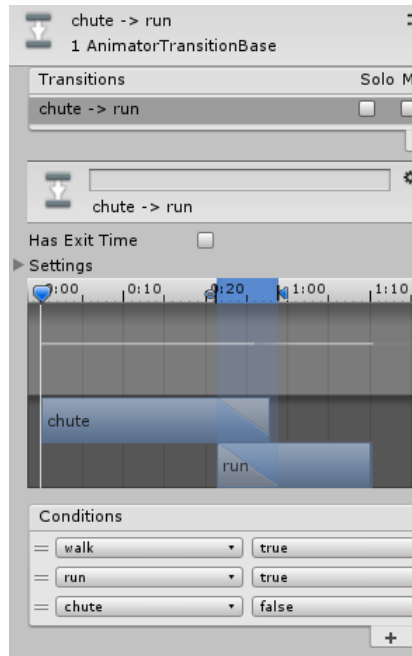 chute -> run
1 AnimatorTransitionBase
Transitions Solo M
chute -> run
chute -> run
Has Exit Time
Settings
0:00 0:10 0:20 1:00 1:10
chute
run
Conditions
walk true
run true
chute false
+